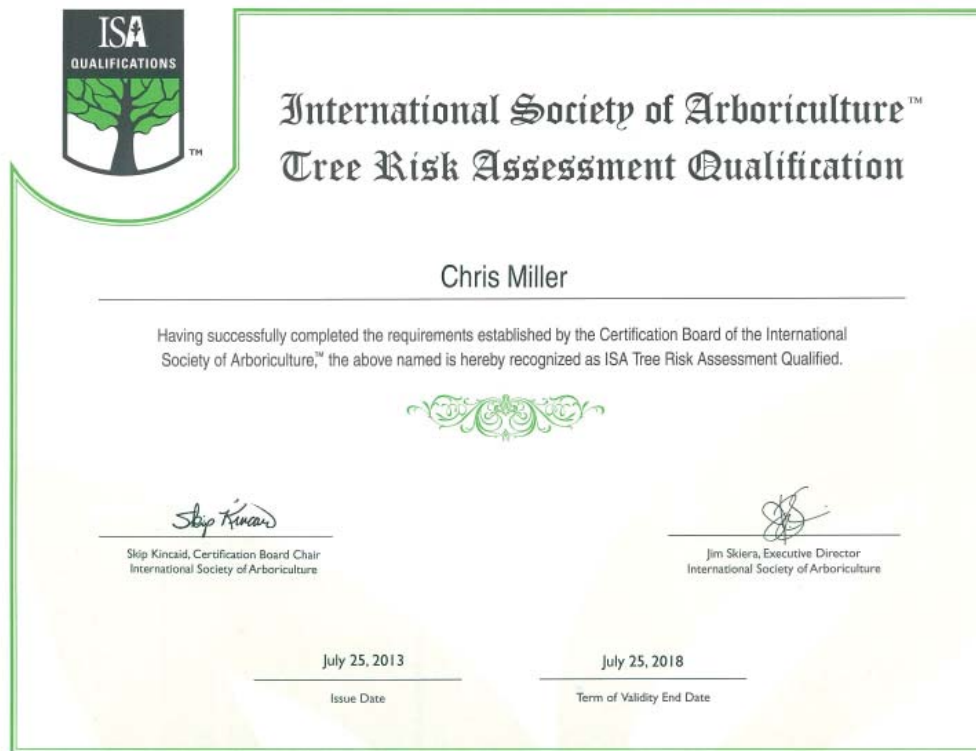 ISA
QUALIFICATIONS
TM
International Society of Arboriculture™
Tree Risk Assessment Qualification
Chris Miller
Having successfully completed the requirements established by the Certification Board of the International
Society of Arboriculture,™ the above named is hereby recognized as ISA Tree Risk Assessment Qualified.
Skip Kincaid
Skip Kincaid, Certification Board Chair
International Society of Arboriculture
Jim Skiera, Executive Director
International Society of Arboriculture
July 25, 2013
Issue Date
July 25, 2018
Term of Validity End Date